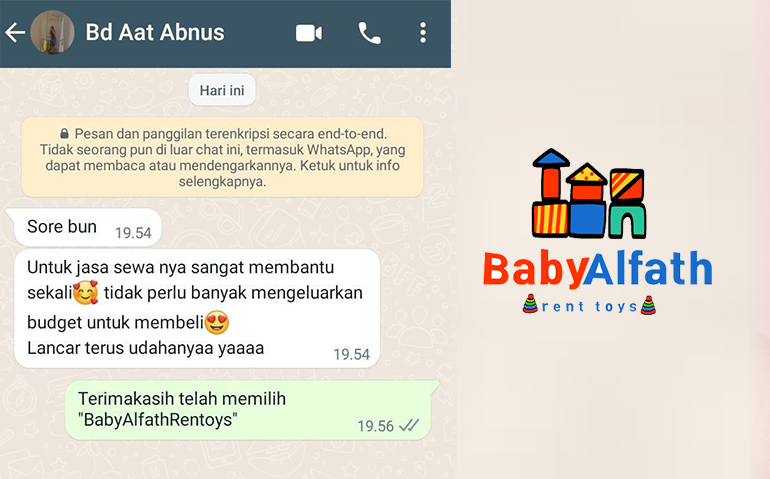 Bd Aat Abnus
Hari ini
Pesan dan panggilan terenkripsi secara end-to-end.
Tidak seorang pun di luar chat ini, termasuk WhatsApp, yang
dapat membaca atau mendengarkannya. Ketuk untuk info
selengkapnya.
Sore bun 19.54
Untuk jasa sewa nya sangat membantu
sekali🥰 tidak perlu banyak mengeluarkan
budget untuk membeli😍
Lancar terus udahanyaa yaaaa
19.54
Terimakasih telah memilih
"BabyAlfathRentoys"
19.56
BabyAlfath
rent toys